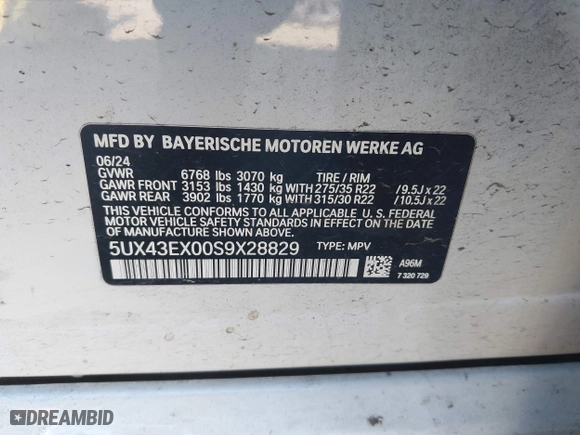 MFD BY BAYERISCHE MOTOREN WERKE AG
06/24
GVWR 6768 lbs 3070 kg TIRE / RIM
GAWR FRONT 3153 lbs 1430 kg WITH 275/35 R22 /9.5J x 22
GAWR REAR 3902 lbs 1770 kg WITH 315/30 R22 /10.5J x 22
THIS VEHICLE CONFORMS TO ALL APPLICABLE U. S. FEDERAL
MOTOR VEHICLE SAFETY STANDARDS IN EFFECT ON THE DATE
OF MANUFACTURE SHOWN ABOVE.
5UX43EX00S9X28829 TYPE: MPV
A96M
7 320 729
DREAMBID